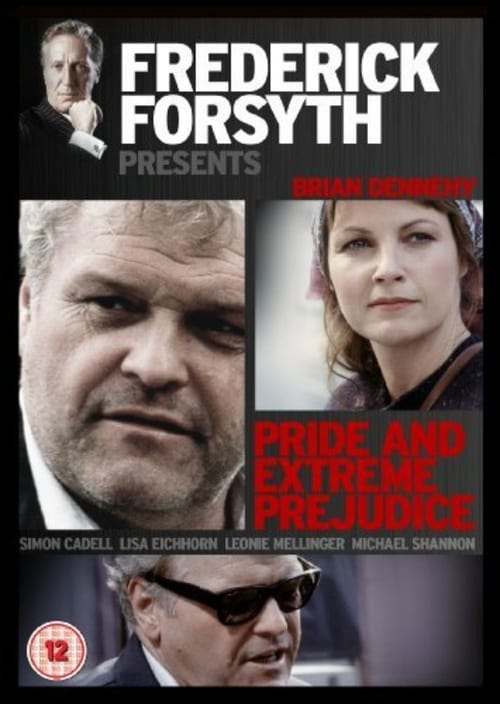 FREDERICK
FORSYTH
PRESENTS
BRIAN DENNEHY
PRIDE AND
EXTREME
PREJUDICE
SIMON CADELL LISA EICHHORN LEONIE MELLINGER MICHAEL SHANNON
12